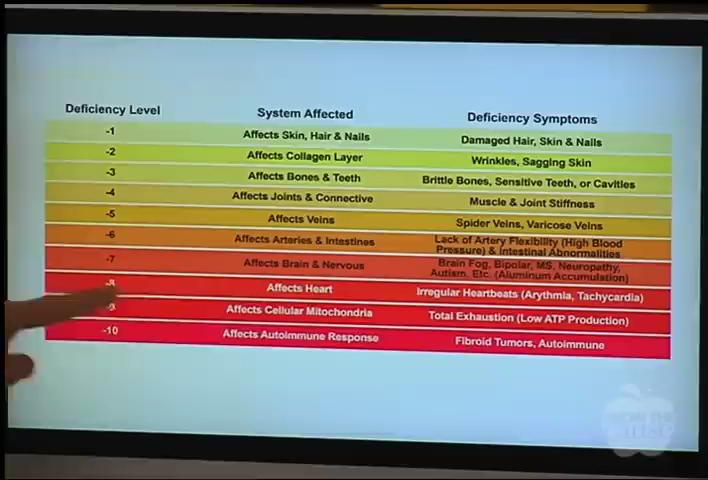 Deficiency Level System Affected Deficiency Symptoms
-1 Affects Skin, Hair & Nails Damaged Hair, Skin & Nails
-2 Affects Collagen Layer Wrinkles, Sagging Skin
-3 Affects Bones & Teeth Brittle Bones, Sensitive Teeth, or Cavities
-4 Affects Joints & Connective Muscle & Joint Stiffness
-5 Affects Veins Spider Veins, Varicose Veins
-6 Affects Arteries & Intestines Lack of Artery Flexibility (High Blood
Pressure) & Intestinal Abnormalities
-7 Affects Brain & Nervous Brain Fog, Bipolar, MS, Neuropathy,
Autism, Etc. (Aluminum Accumulation)
-8 Affects Heart Irregular Heartbeats (Arythmia, Tachycardia)
-9 Affects Cellular Mitochondria Total Exhaustion (Low ATP Production)
-10 Affects Autoimmune Response Fibroid Tumors, Autoimmune